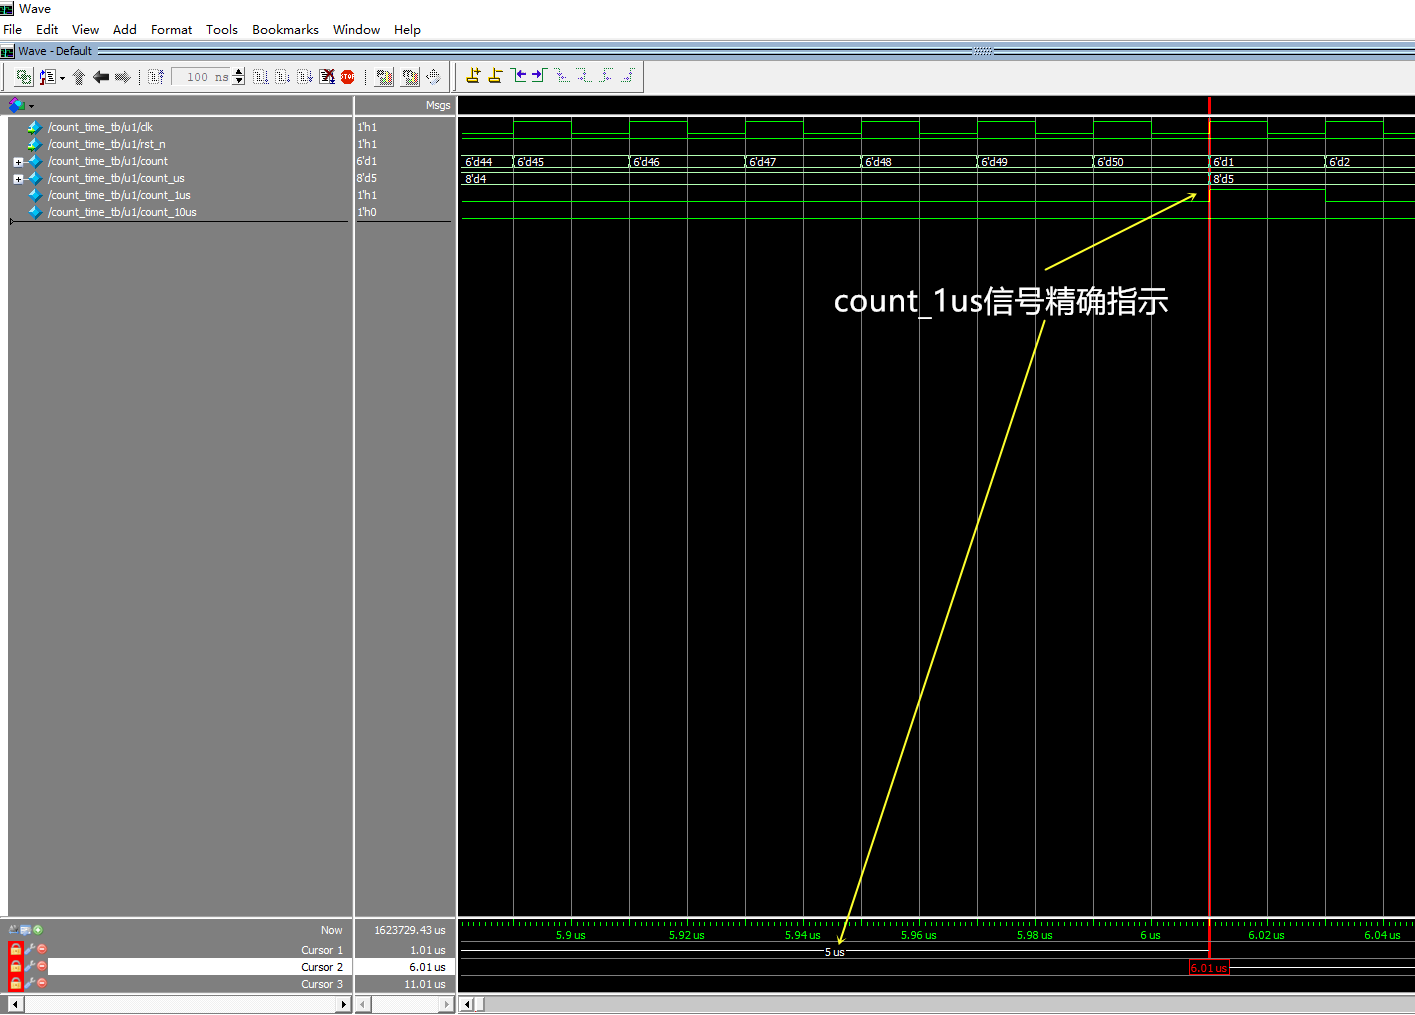 Wave
File Edit View Add Format Tools Bookmarks Window Help
Wave - Default
100 ns
STOP
Msgs
/count_time_tb/u1/clk 1'h1
/count_time_tb/u1/rst_n 1'h1
/count_time_tb/u1/count 6'd1 6'd44 6'd45 6'd46 6'd47 6'd48 6'd49 6'd50 6'd1 6'd2
/count_time_tb/u1/count_us 8'd5 8'd4 8'd5
/count_time_tb/u1/count_1us 1'h1
/count_time_tb/u1/count_10us 1'h0
count_1us信号精确指示
Now 1623729.43 us 5.9 us 5.92 us 5.94 us 5.96 us 5.98 us 6 us 6.02 us 6.04 us
Cursor 1 1.01 us 5 us
Cursor 2 6.01 us 6.01 us
Cursor 3 11.01 us